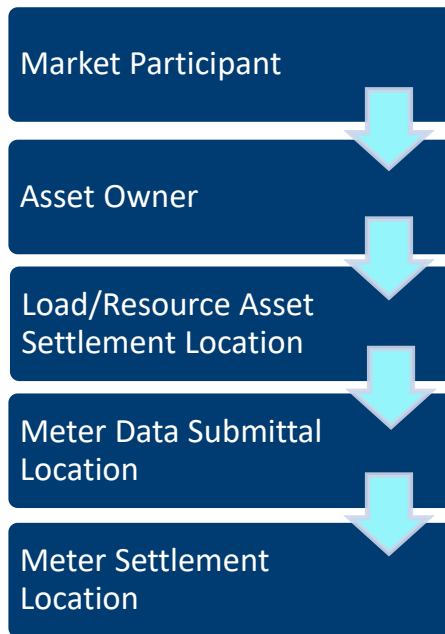 Market Participant
Asset Owner
Load/Resource Asset
Settlement Location
Meter Data Submittal
Location
Meter Settlement
Location